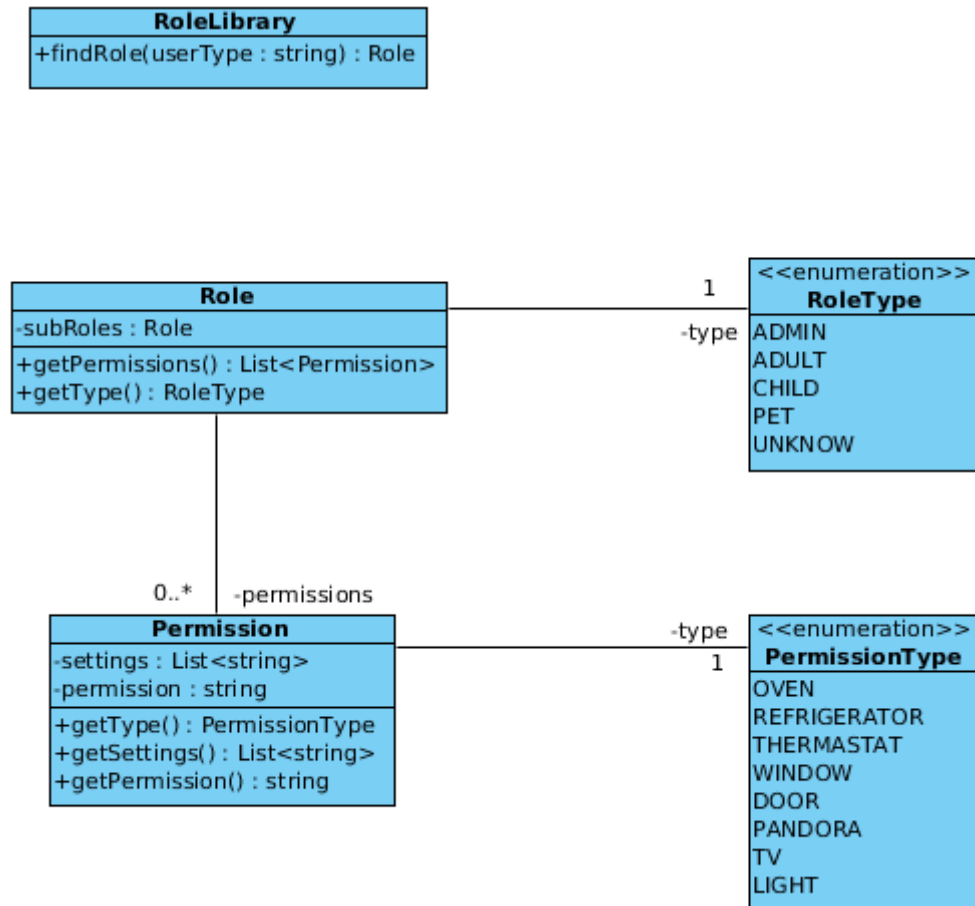 RoleLibrary
+findRole(userType : string) : Role
Role
-subRoles : Role
+getPermissions() : List<Permission>
+getType() : RoleType
1
-type
<<enumeration>>
RoleType
ADMIN
ADULT
CHILD
PET
UNKNOW
0..*
-permissions
Permission
-settings : List<string>
-permission : string
+getType() : PermissionType
+getSettings() : List<string>
+getPermission() : string
-type
1
<<enumeration>>
PermissionType
OVEN
REFRIGERATOR
THERMASTAT
WINDOW
DOOR
PANDORA
TV
LIGHT